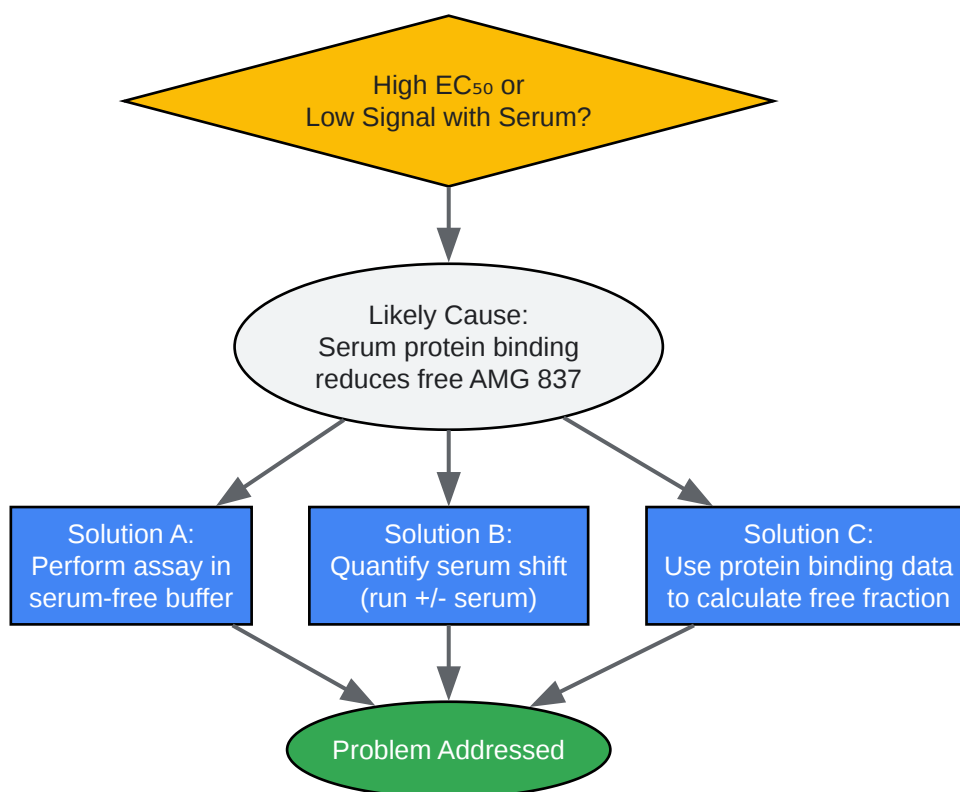 High EC₅₀ or
Low Signal with Serum?
Likely Cause:
Serum protein binding
reduces free AMG 837
Solution A:
Perform assay in
serum-free buffer
Solution B:
Quantify serum shift
(run +/- serum)
Solution C:
Use protein binding data
to calculate free fraction
Problem Addressed